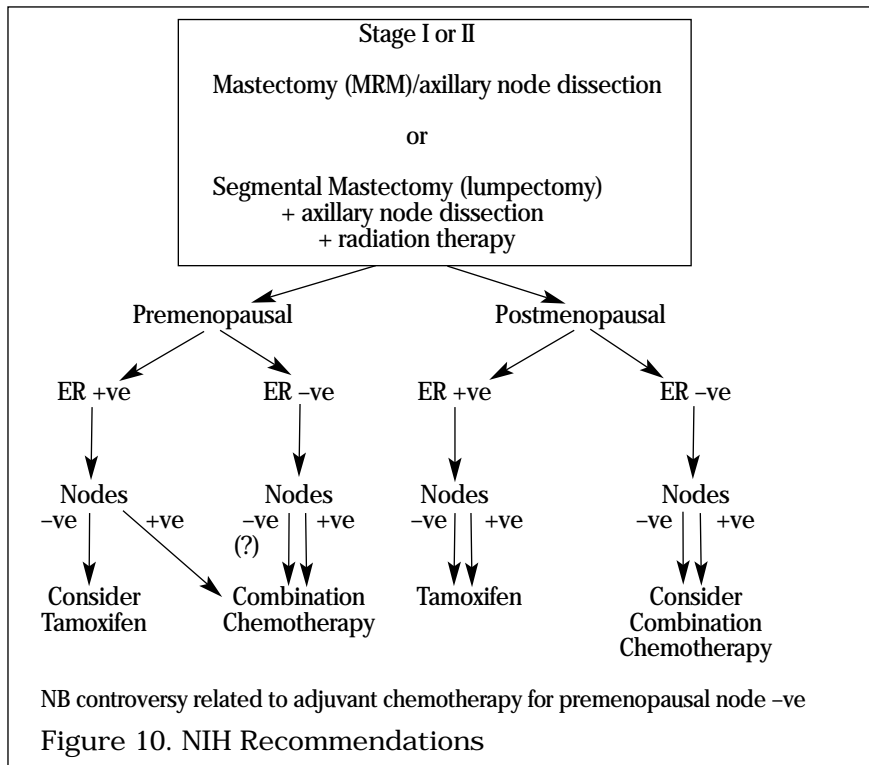 Stage I or II
Mastectomy (MRM)/axillary node dissection
or
Segmental Mastectomy (lumpectomy)
+ axillary node dissection
+ radiation therapy
Premenopausal Postmenopausal
ER +ve ER –ve ER +ve ER –ve
Nodes Nodes Nodes Nodes
–ve +ve –ve +ve –ve +ve –ve +ve
(?)
Consider Combination Tamoxifen Consider
Tamoxifen Chemotherapy Combination
Chemotherapy
NB controversy related to adjuvant chemotherapy for premenopausal node –ve
Figure 10. NIH Recommendations